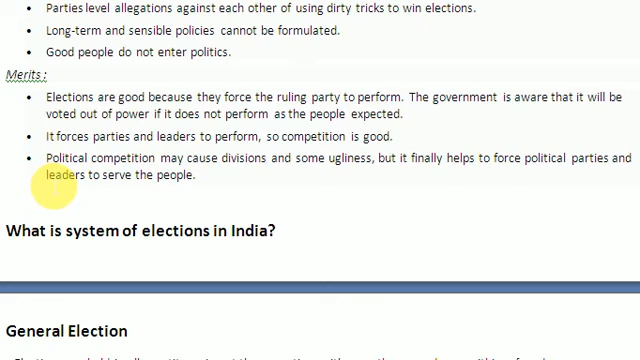 • Parties level allegations against each other of using dirty tricks to win elections.
• Long-term and sensible policies cannot be formulated.
• Good people do not enter politics.
Merits :
• Elections are good because they force the ruling party to perform. The government is aware that it will be
voted out of power if it does not perform as the people expected.
• It forces parties and leaders to perform, so competition is good.
• Political competition may cause divisions and some ugliness, but it finally helps to force political parties and
leaders to serve the people.
What is system of elections in India?
General Election